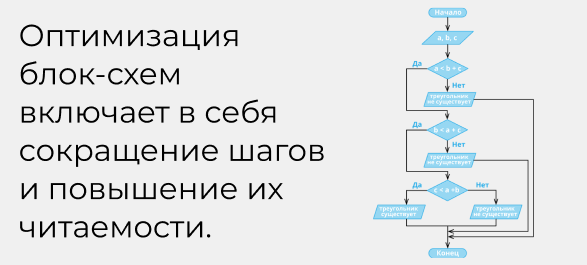 Оптимизация
блок-схем
включает в себя
сокращение шагов
и повышение их
читаемости.
Начало
a, b, c
Да
a < b + c
Нет
треугольник
не существует
Да
b < a + c
Нет
треугольник
не существует
Да
c < a +b
Нет
треугольник
существует
треугольник
не существует
Конец